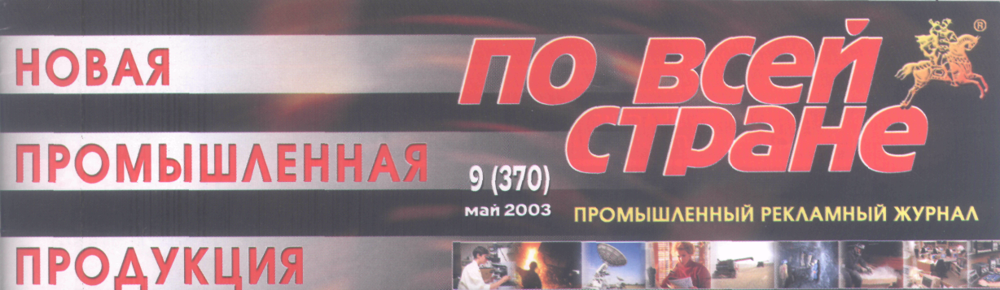 НОВАЯ
ПРОМЫШЛЕННАЯ
ПРОДУКЦИЯ
ПО ВСЕЙ
СТРАНЕ
®
9 (370)
май 2003
ПРОМЫШЛЕННЫЙ РЕКЛАМНЫЙ ЖУРНАЛ